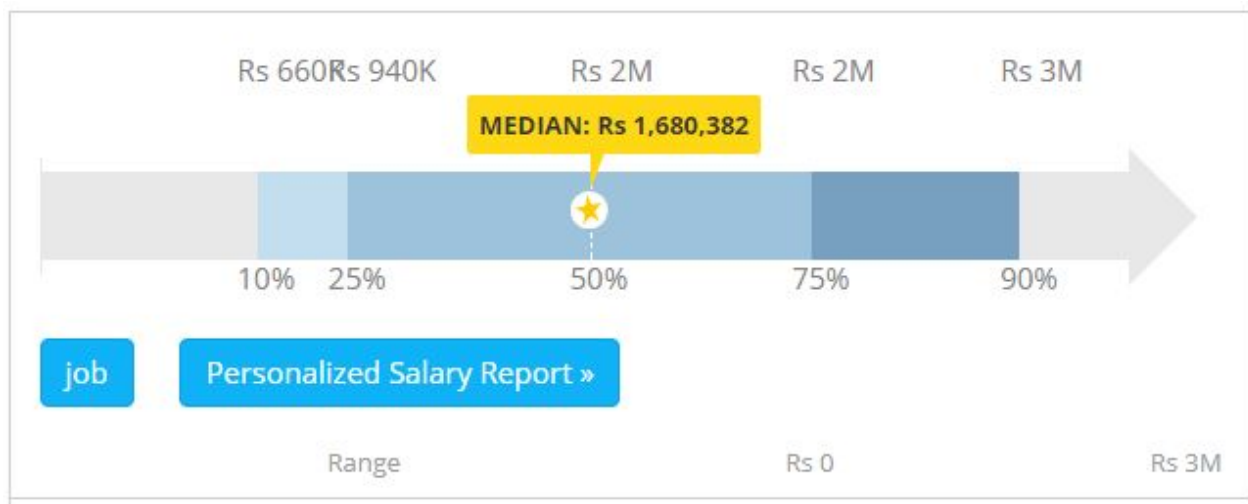 Rs 660K Rs 940K Rs 2M Rs 2M Rs 3M
MEDIAN: Rs 1,680,382
10% 25% 50% 75% 90%
job Personalized Salary Report »
Range Rs 0 Rs 3M